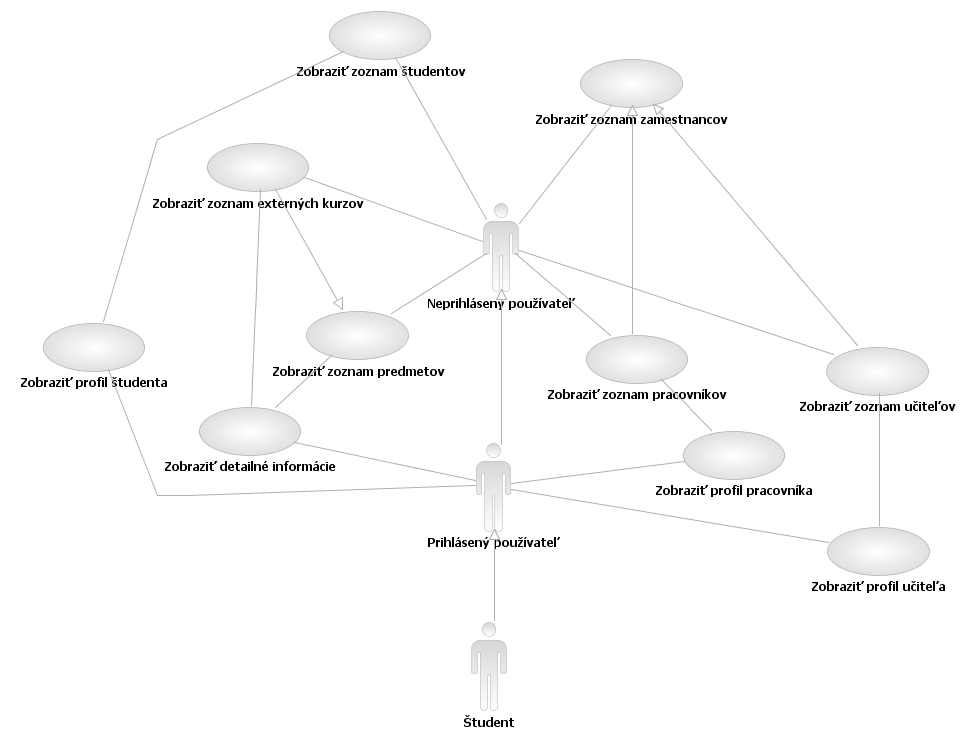 Zobraziť zoznam študentov
Zobraziť zoznam zamestnancov
Zobraziť zoznam externých kurzov
Neprihlásený používateľ
Zobraziť zoznam predmetov
Zobraziť profil študenta
Zobraziť zoznam pracovníkov
Zobraziť zoznam učiteľov
Zobraziť detailné informácie
Zobraziť profil pracovníka
Prihlásený používateľ
Zobraziť profil učiteľa
Študent